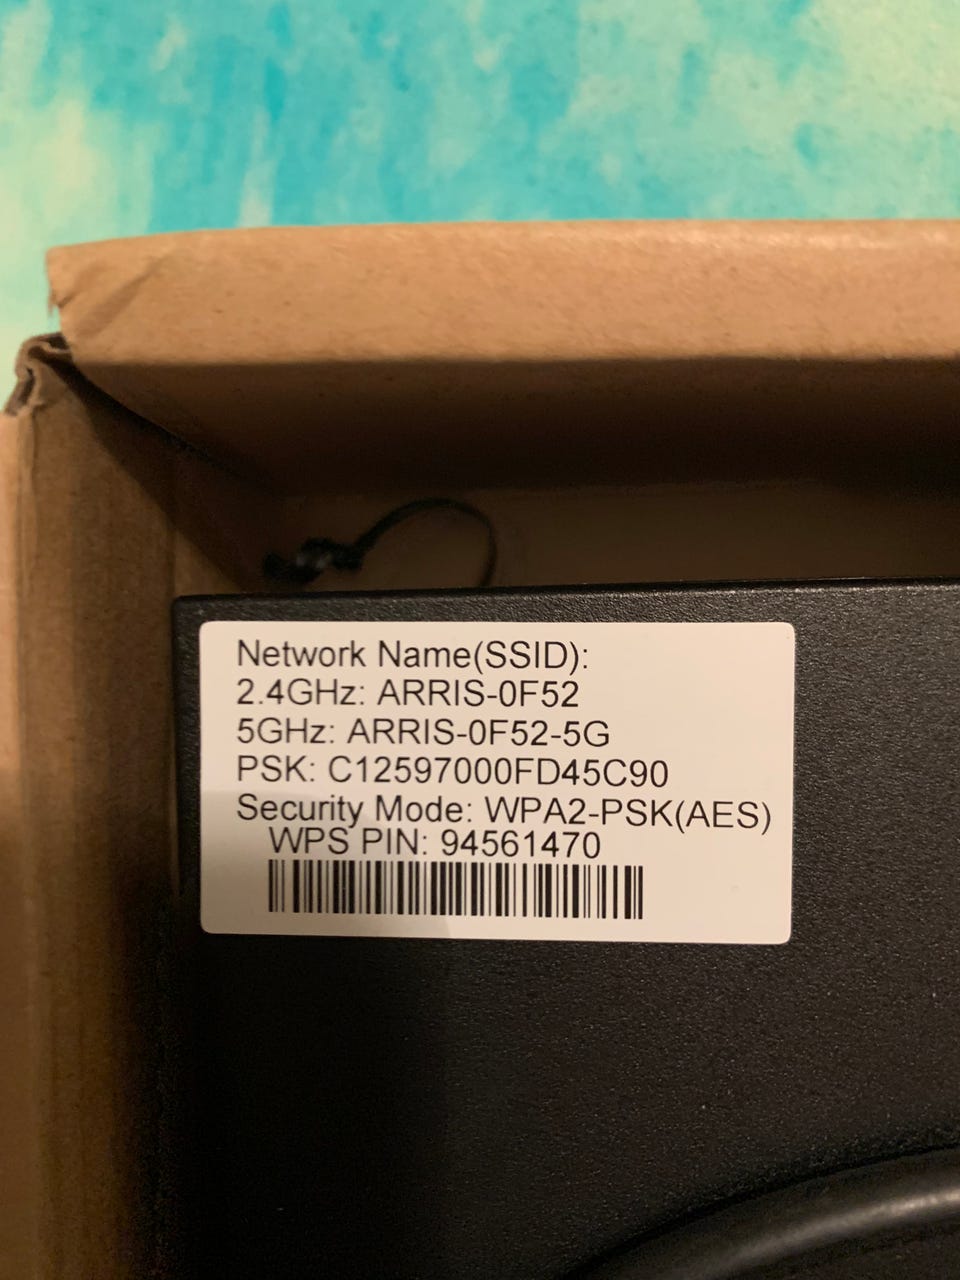 Network Name(SSID):
2.4GHz: ARRIS-0F52
5GHz: ARRIS-0F52-5G
PSK: C12597000FD45C90
Security Mode: WPA2-PSK(AES)
WPS PIN: 94561470